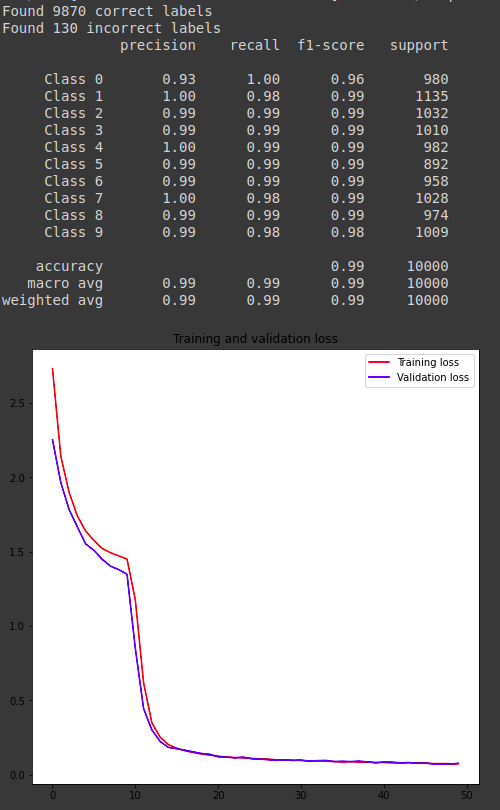 Found 9870 correct labels
Found 130 incorrect labels
precision recall f1-score support
Class 0 0.93 1.00 0.96 980
Class 1 1.00 0.98 0.99 1135
Class 2 0.99 0.99 0.99 1032
Class 3 0.99 0.99 0.99 1010
Class 4 1.00 0.99 0.99 982
Class 5 0.99 0.99 0.99 892
Class 6 0.99 0.99 0.99 958
Class 7 1.00 0.98 0.99 1028
Class 8 0.99 0.99 0.99 974
Class 9 0.99 0.98 0.98 1009
accuracy 0.99 10000
macro avg 0.99 0.99 0.99 10000
weighted avg 0.99 0.99 0.99 10000
Training and validation loss
Training loss
Validation loss
2.5
2.0
1.5
1.0
0.5
0.0
0 10 20 30 40 50